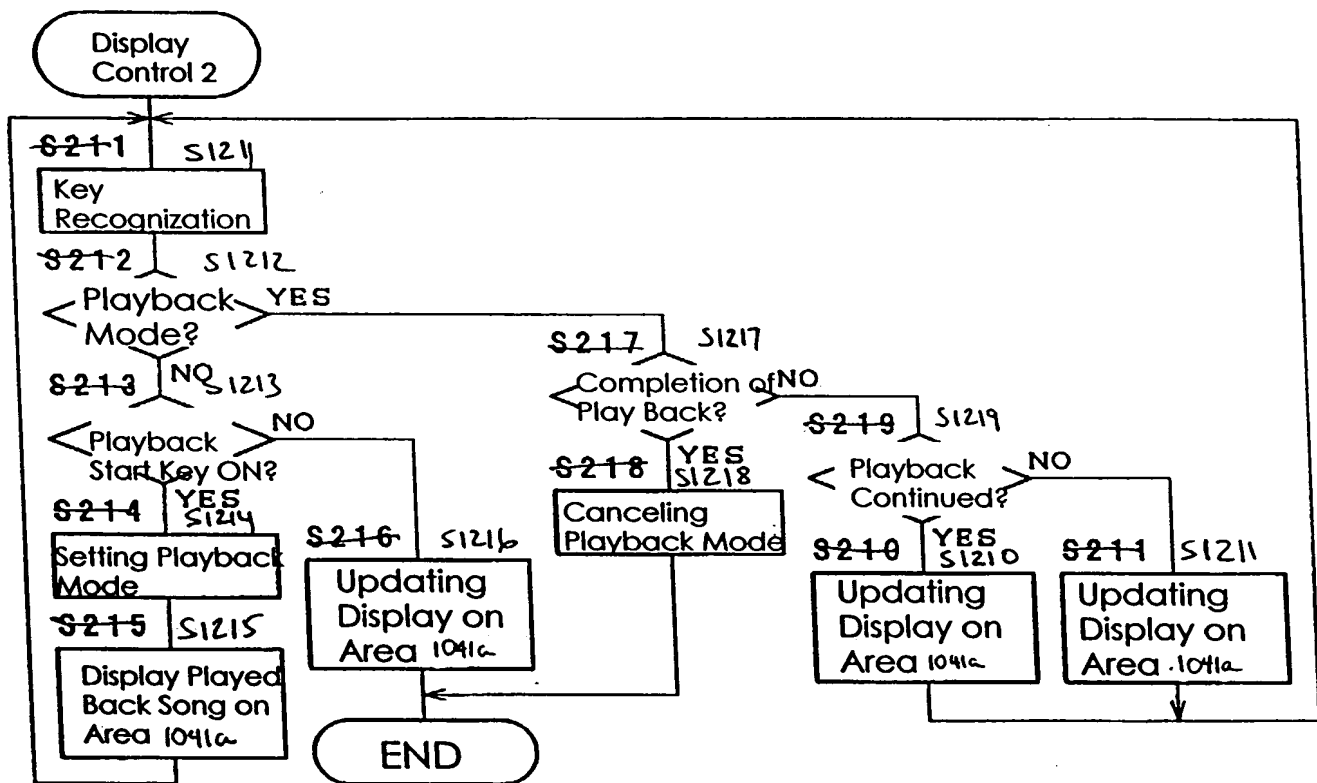 Display
Control 2
S211 S1211
Key
Recognization
S212 S1212
Playback
Mode?
YES
NO
S213 S1213
Playback
Start Key ON?
NO
YES
S214 S1214
Setting Playback
Mode
S215 S1215
Display Played
Back Song on
Area 1041a
S216 S1216
Updating
Display on
Area 1041a
END
S217 S1217
Completion of
Play Back?
NO
YES
S218 S1218
Canceling
Playback Mode
S219 S1219
Playback
Continued?
NO
YES
S210 S1210
Updating
Display on
Area 1041a
S211 S1211
Updating
Display on
Area 1041a